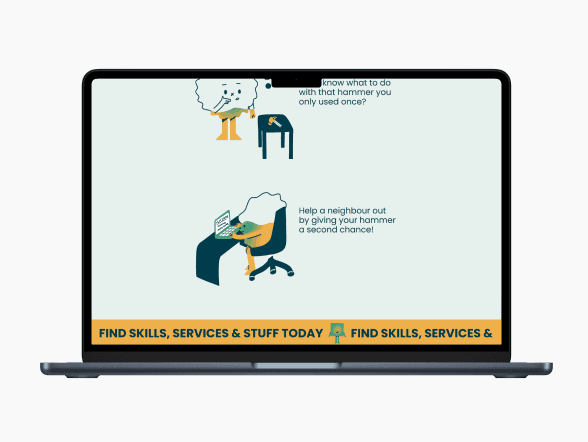 know what to do
with that hammer you
only used once?
Help a neighbour out
by giving your hammer
a second chance!
FIND SKILLS, SERVICES & STUFF TODAY FIND SKILLS, SERVICES &